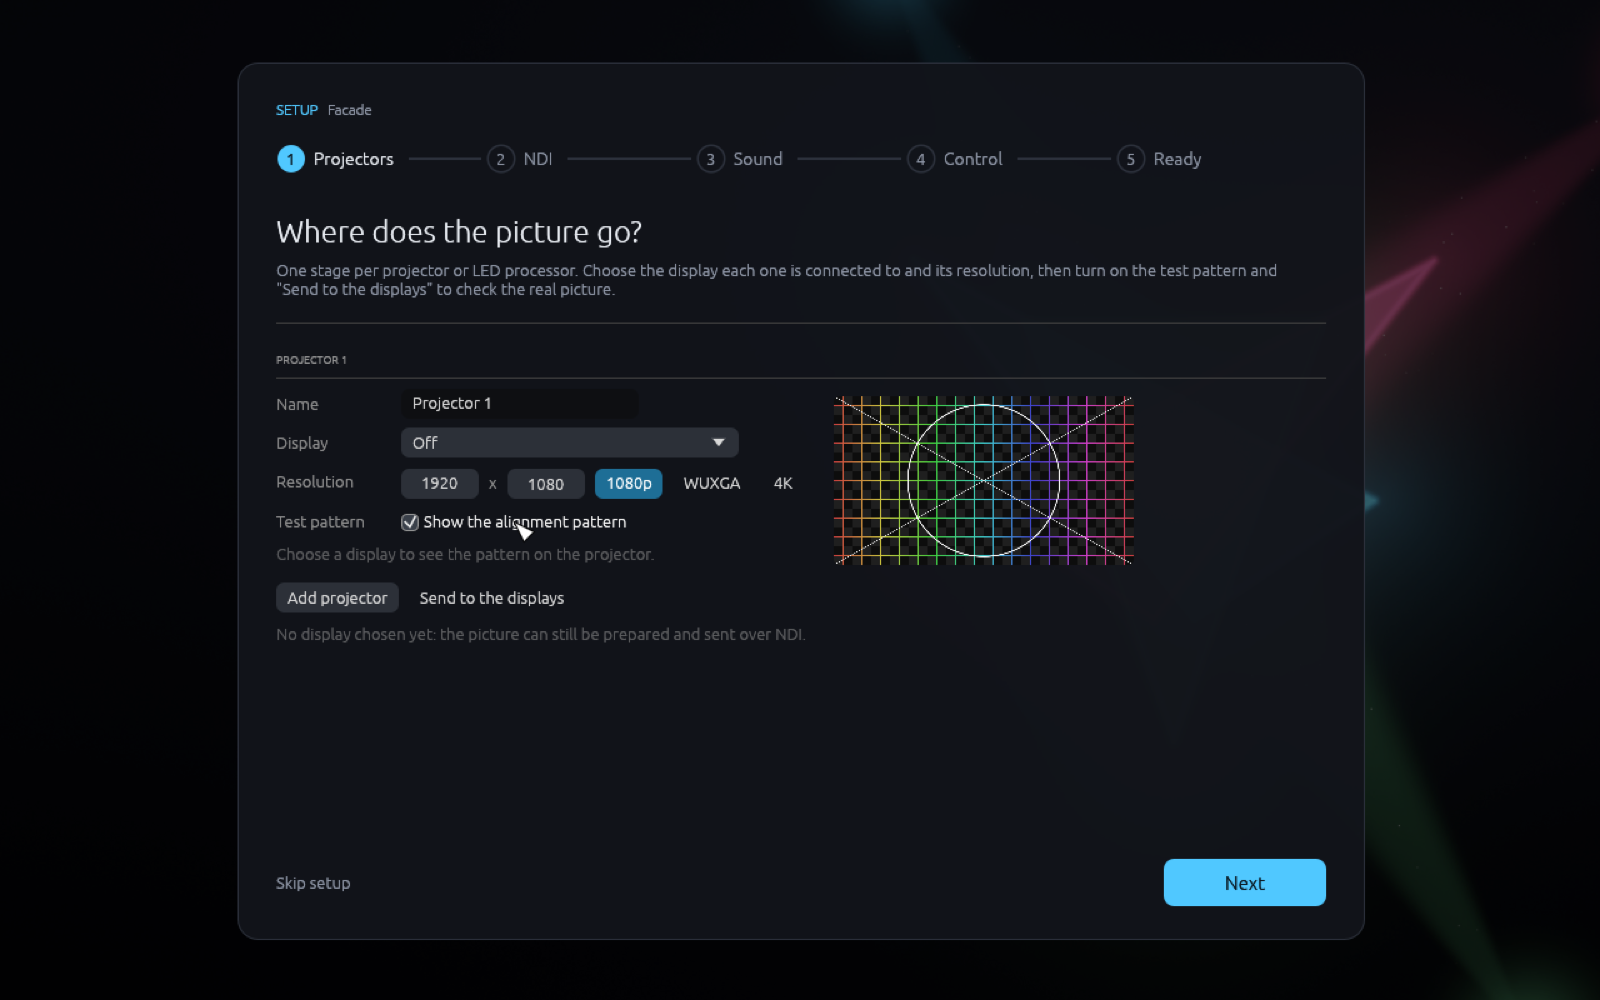 SETUP Facade
1 Projectors 2 NDI 3 Sound 4 Control 5 Ready
Where does the picture go?
One stage per projector or LED processor. Choose the display each one is connected to and its resolution, then turn on the test pattern and
"Send to the displays" to check the real picture.
PROJECTOR 1
Name Projector 1
Display Off
Resolution 1920 x 1080 1080p WUXGA 4K
Test pattern Show the alignment pattern
Choose a display to see the pattern on the projector.
Add projector Send to the displays
No display chosen yet: the picture can still be prepared and sent over NDI.
Skip setup Next